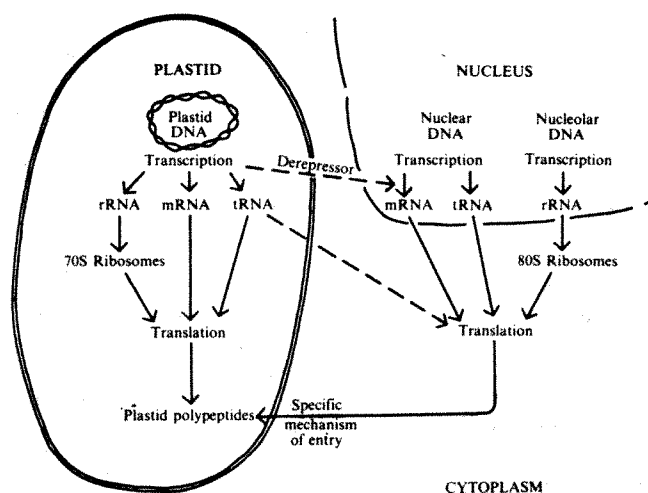 PLASTID
NUCLEUS
Plastid
DNA
Nuclear
DNA
Nucleolar
DNA
Transcription
Derepressor
Transcription
Transcription
rRNA
mRNA
tRNA
mRNA
tRNA
rRNA
70S Ribosomes
80S Ribosomes
Translation
Translation
Plastid polypeptides
Specific
mechanism
of entry
CYTOPLASM